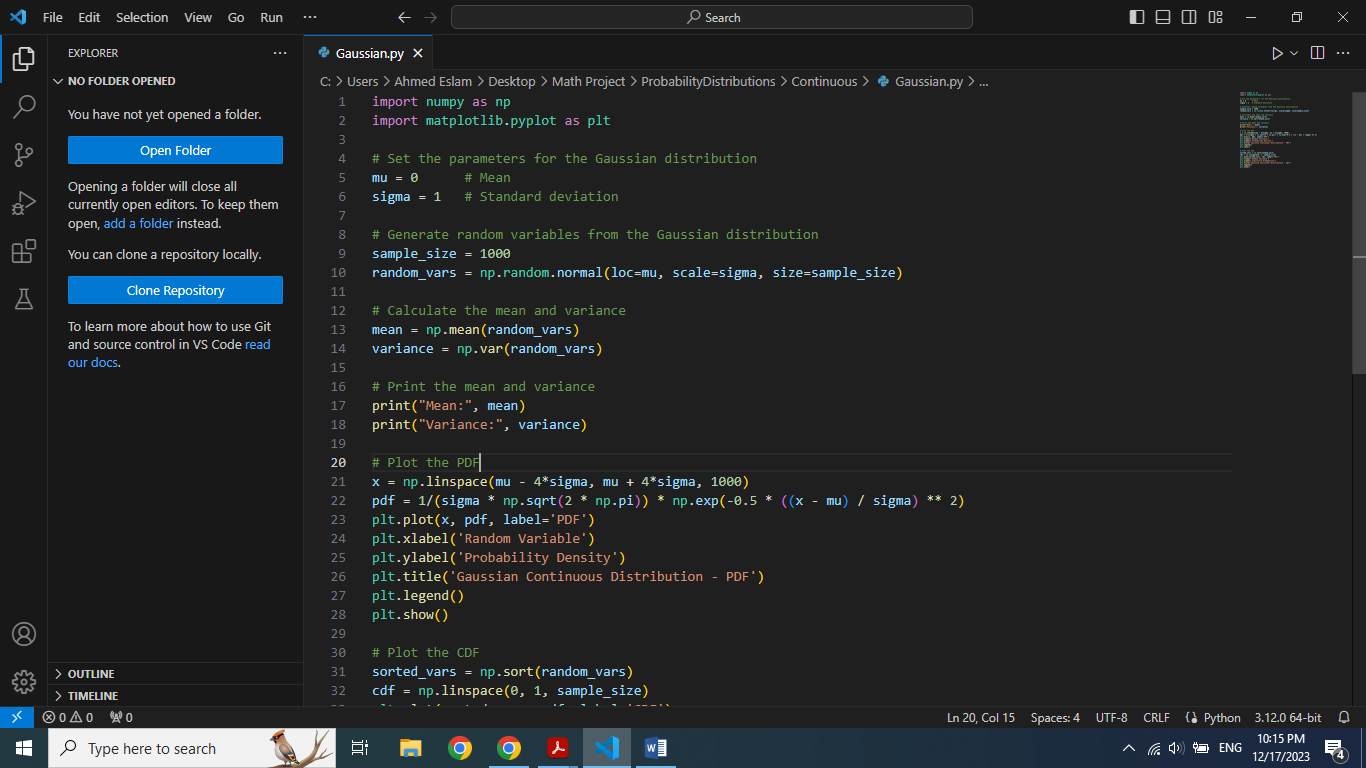 File Edit Selection View Go Run ···
Search
EXPLORER ···
NO FOLDER OPENED
You have not yet opened a folder.
Open Folder
Opening a folder will close all
currently open editors. To keep them
open, add a folder instead.
You can clone a repository locally.
Clone Repository
To learn more about how to use Git
and source control in VS Code read
our docs.
OUTLINE
TIMELINE
Gaussian.py
C: > Users > Ahmed Eslam > Desktop > Math Project > ProbabilityDistributions > Continuous > Gaussian.py > ...
1 import numpy as np
2 import matplotlib.pyplot as plt
3
4 # Set the parameters for the Gaussian distribution
5 mu = 0      # Mean
6 sigma = 1   # Standard deviation
7
8 # Generate random variables from the Gaussian distribution
9 sample_size = 1000
10 random_vars = np.random.normal(loc=mu, scale=sigma, size=sample_size)
11
12 # Calculate the mean and variance
13 mean = np.mean(random_vars)
14 variance = np.var(random_vars)
15
16 # Print the mean and variance
17 print("Mean:", mean)
18 print("Variance:", variance)
19
20 # Plot the PDF
21 x = np.linspace(mu - 4*sigma, mu + 4*sigma, 1000)
22 pdf = 1/(sigma * np.sqrt(2 * np.pi)) * np.exp(-0.5 * ((x - mu) / sigma) ** 2)
23 plt.plot(x, pdf, label='PDF')
24 plt.xlabel('Random Variable')
25 plt.ylabel('Probability Density')
26 plt.title('Gaussian Continuous Distribution - PDF')
27 plt.legend()
28 plt.show()
29
30 # Plot the CDF
31 sorted_vars = np.sort(random_vars)
32 cdf = np.linspace(0, 1, sample_size)
0 0 0 Ln 20, Col 15 Spaces: 4 UTF-8 CRLF Python 3.12.0 64-bit
Type here to search
ENG
10:15 PM
12/17/2023
4